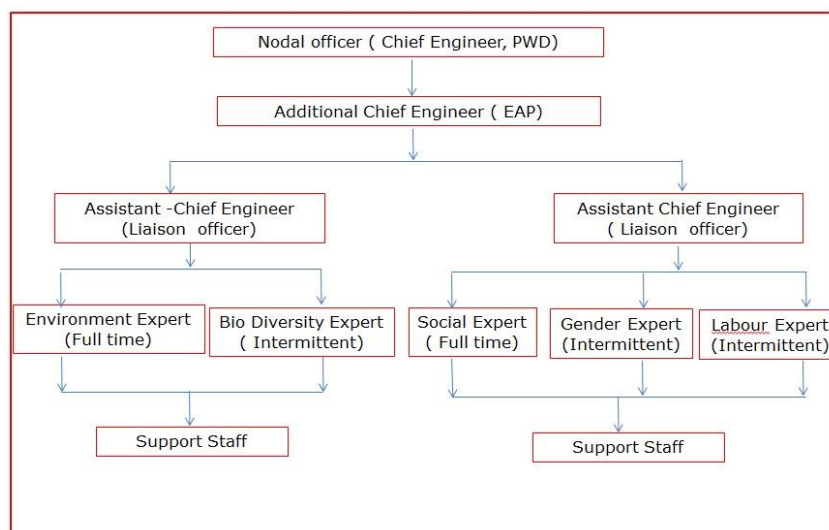 Nodal officer ( Chief Engineer, PWD)
Additional Chief Engineer ( EAP)
Assistant -Chief Engineer
(Liaison officer)
Assistant Chief Engineer
( Liaison officer)
Environment Expert
(Full time)
Bio Diversity Expert
( Intermittent)
Social Expert
( Full time)
Gender Expert
(Intermittent)
Labour Expert
(Intermittent)
Support Staff
Support Staff